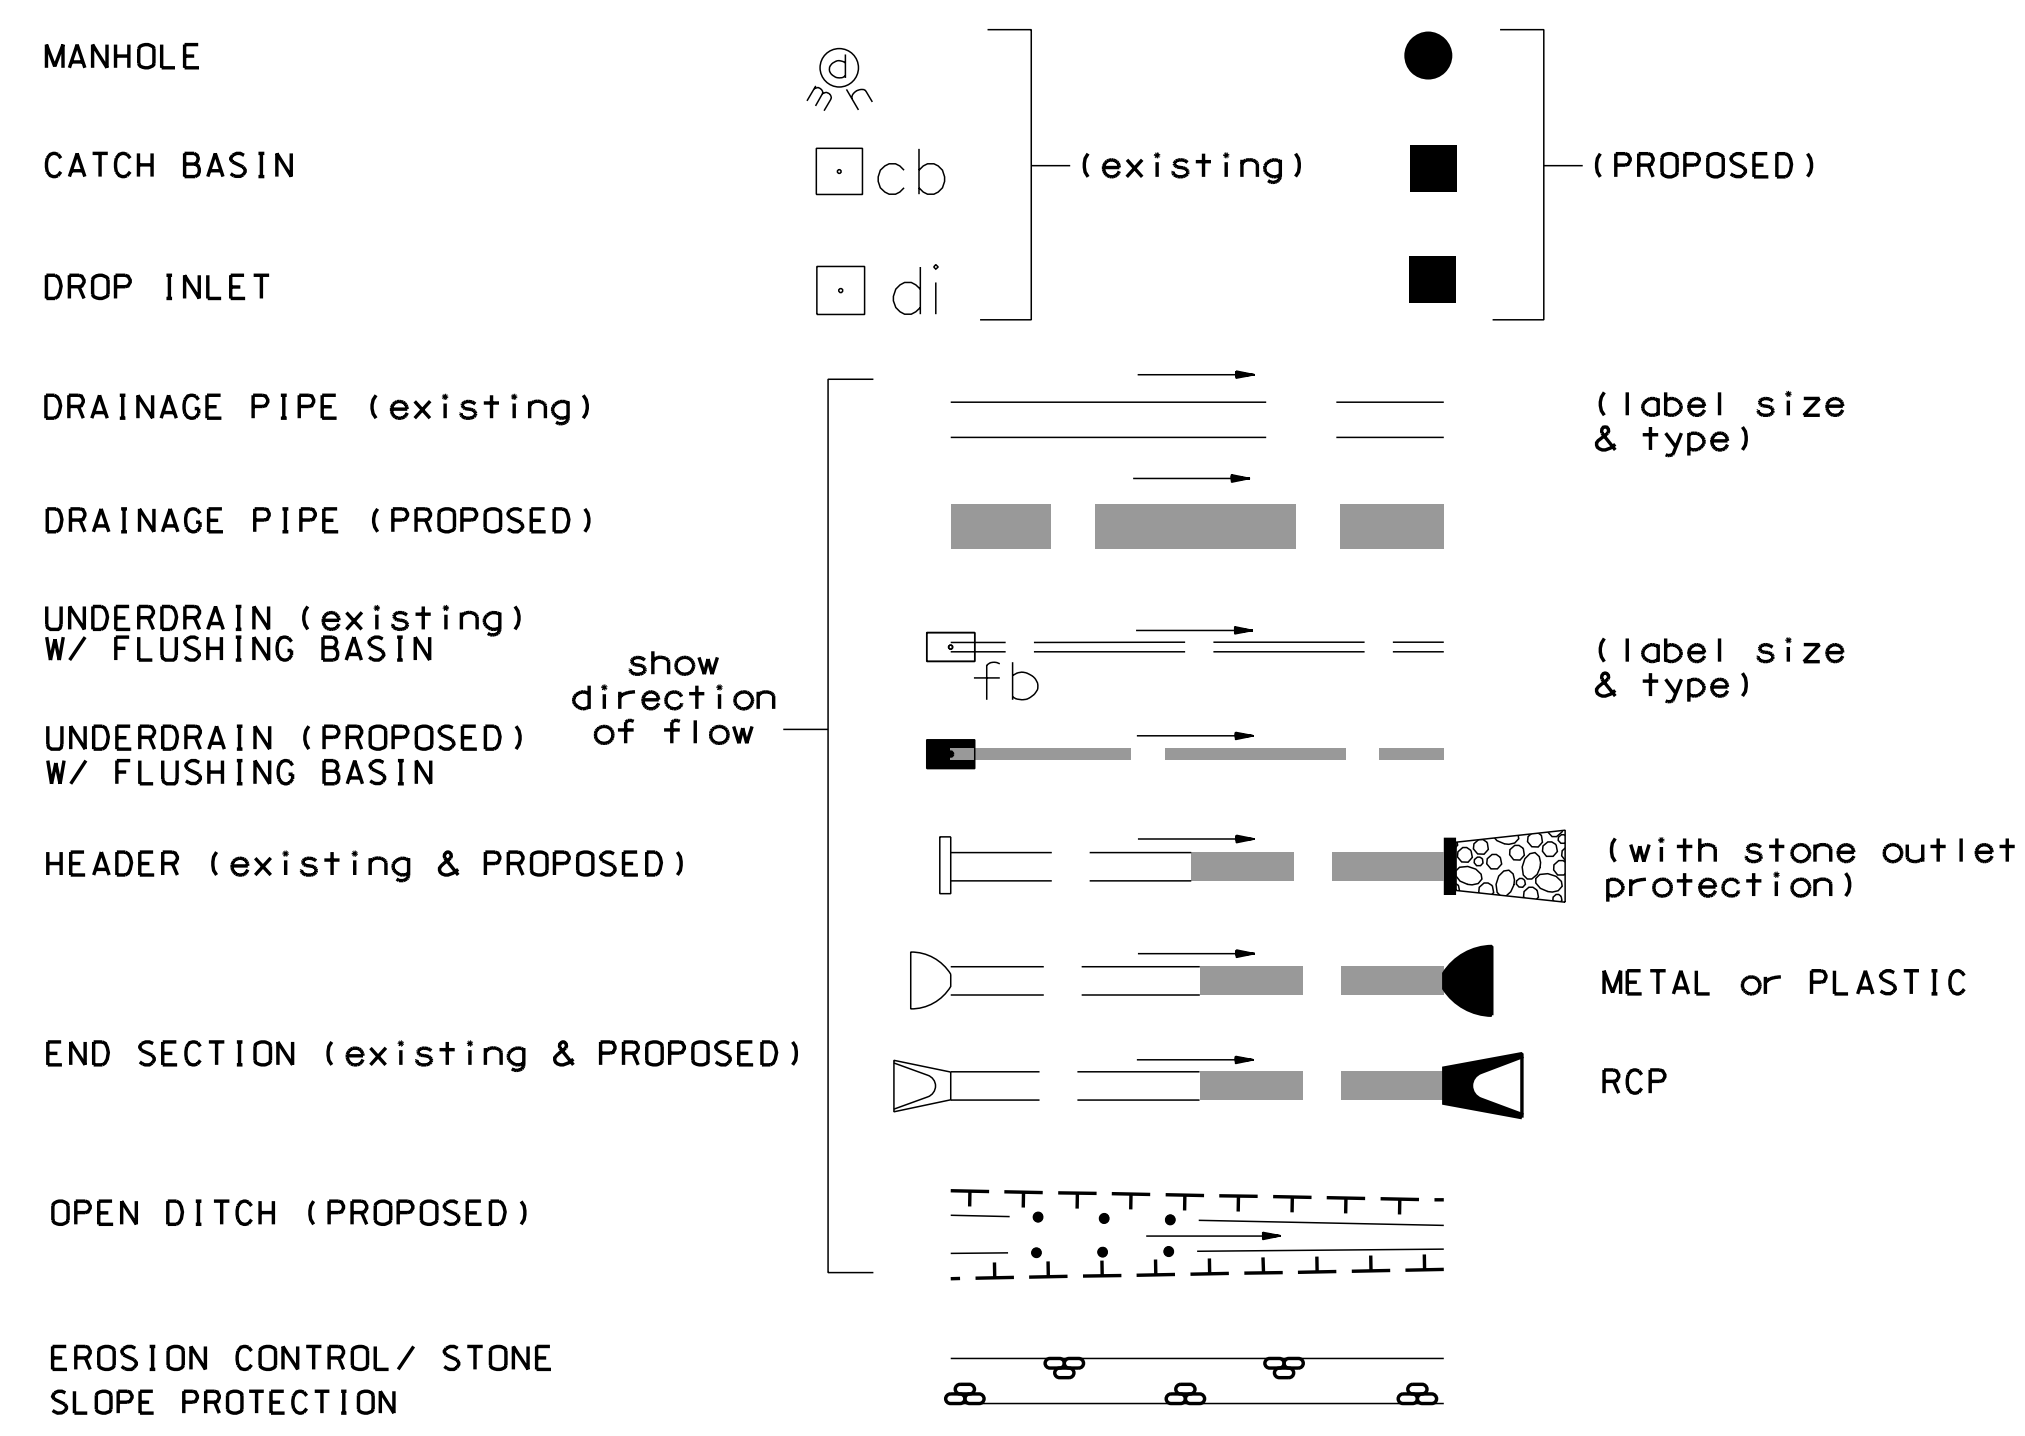 MANHOLE
d
mh
CATCH BASIN
cb
(existing)
(PROPOSED)
DROP INLET
di
DRAINAGE PIPE (existing)
(label size
& type)
DRAINAGE PIPE (PROPOSED)
UNDERDRAIN (existing)
W/ FLUSHING BASIN
fb
(label size
& type)
show
direction
of flow
UNDERDRAIN (PROPOSED)
W/ FLUSHING BASIN
HEADER (existing & PROPOSED)
(with stone outlet
protection)
METAL or PLASTIC
END SECTION (existing & PROPOSED)
RCP
OPEN DITCH (PROPOSED)
EROSION CONTROL/ STONE
SLOPE PROTECTION